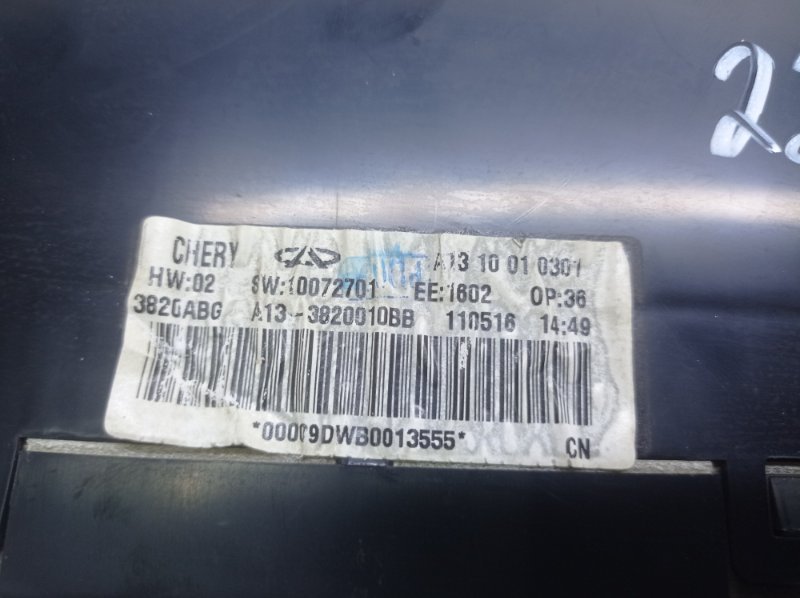 22
CHERY A13 10 01 0301
HW:02 SW:10072701 EE:1602 OP:36
3820ABG A13-3820010BB 110516 14:49
*00009DWB0013555*
CN